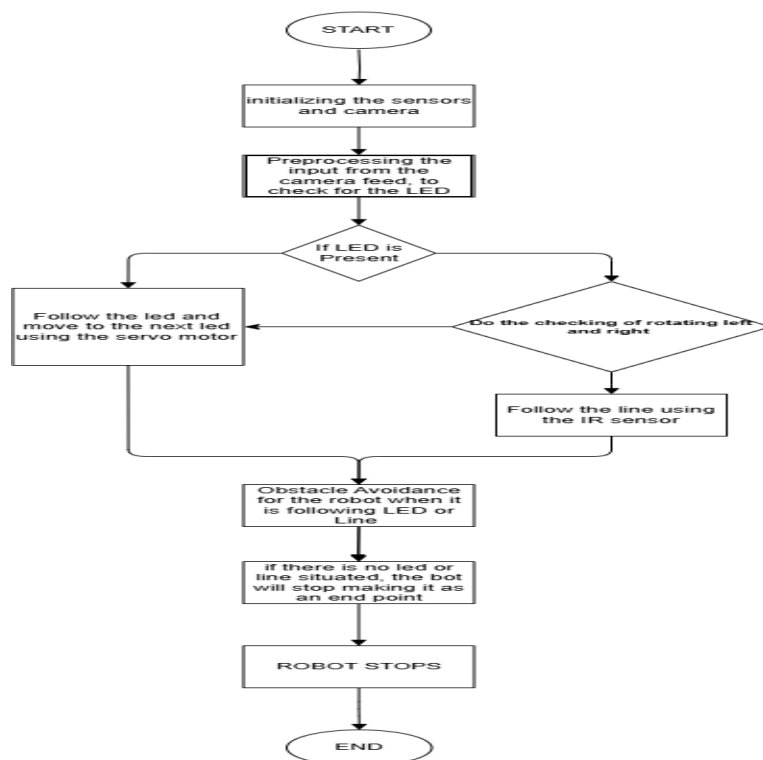 START
initializing the sensors
and camera
Preprocessing the
input from the
camera feed, to
check for the LED
If LED is
Present
Follow the led and
move to the next led
using the servo motor
Do the checking of rotating left
and right
Follow the line using
the IR sensor
Obstacle Avoidance
for the robot when it
is following LED or
Line
if there is no led or
line situated, the bot
will stop making it as
an end point
ROBOT STOPS
END